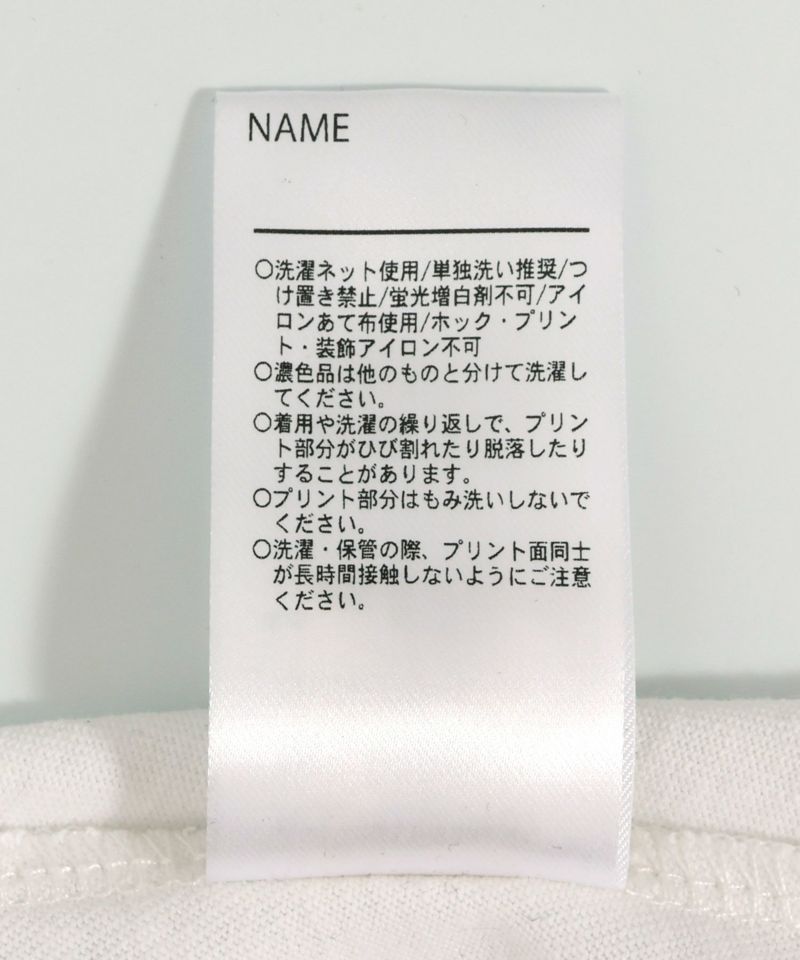 NAME
○洗濯ネット使用/単独洗い推奨/つ
け置き禁止/蛍光増白剤不可/アイ
ロンあて布使用/ホック・プリン
ト・装飾アイロン不可
○濃色品は他のものと分けて洗濯し
てください。
○着用や洗濯の繰り返しで、プリン
ト部分がひび割れたり脱落したり
することがあります。
○プリント部分はもみ洗いしないで
ください。
○洗濯・保管の際、プリント面同士
が長時間接触しないようにご注意
ください。